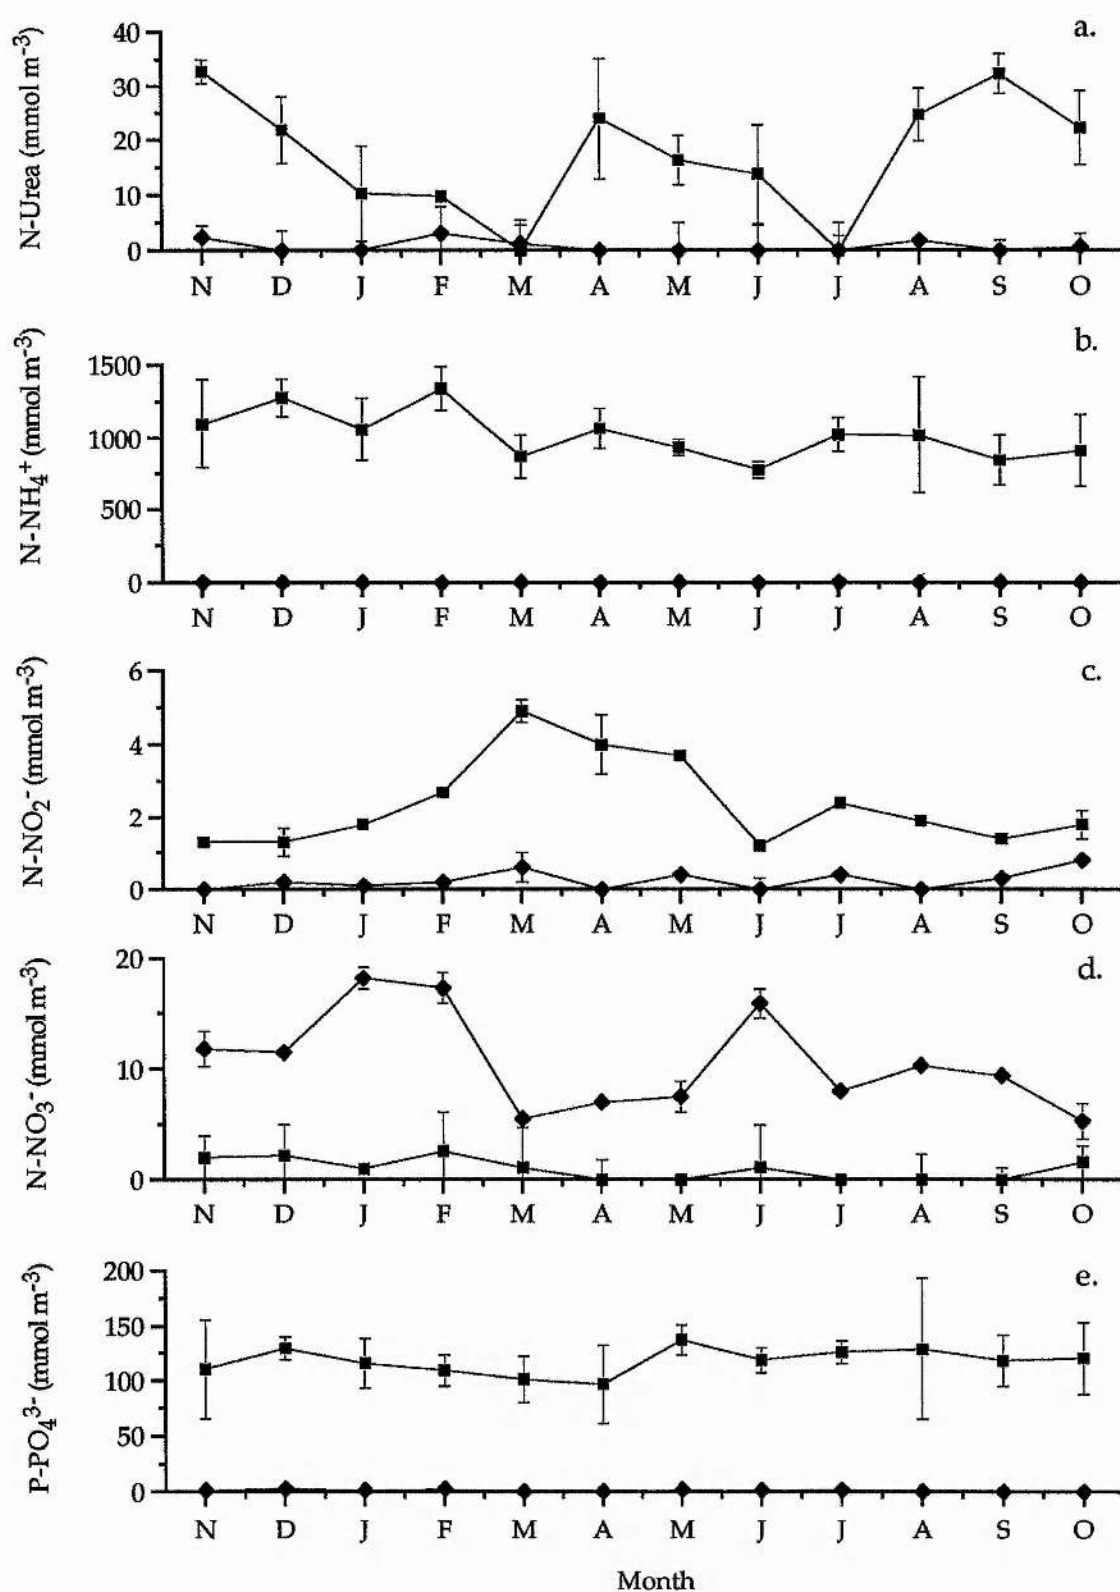 a.
N-Urea (mmol m⁻³)
40
30
20
10
0
N D J F M A M J J A S O
b.
N-NH₄⁺ (mmol m⁻³)
1500
1000
500
0
N D J F M A M J J A S O
c.
N-NO₂⁻ (mmol m⁻³)
6
4
2
0
N D J F M A M J J A S O
d.
N-NO₃⁻ (mmol m⁻³)
20
10
0
N D J F M A M J J A S O
e.
P-PO₄³⁻ (mmol m⁻³)
200
150
100
50
0
N D J F M A M J J A S O
Month